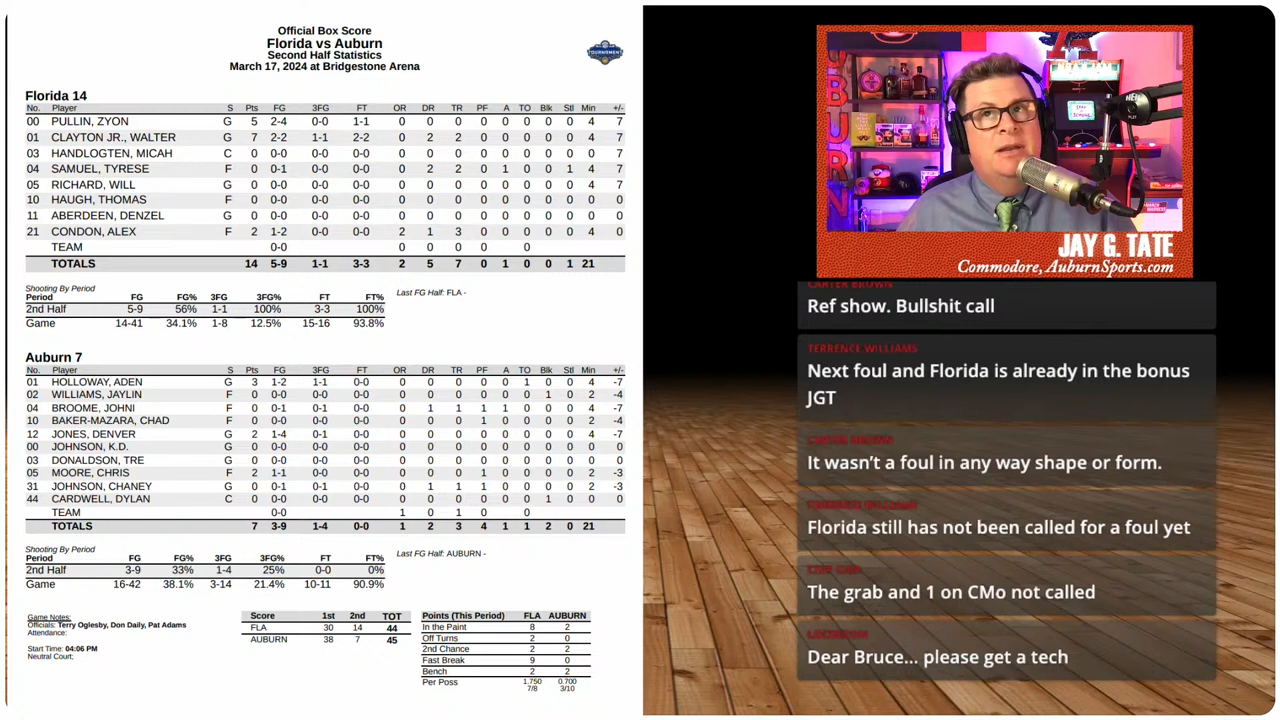 Official Box Score
Florida vs Auburn
Second Half Statistics
March 17, 2024 at Bridgestone Arena
Florida 14
No. Player S Pts FG 3FG FT OR DR TR PF A TO Blk Stl Min +/-
00 PULLIN, ZYON G 5 2-4 1-1 0 0 0 0 0 0 0 0 4 7
01 CLAYTON JR., WALTER G 7 2-2 1-1 2-2 0 2 2 0 0 0 0 0 4 7
03 HANDLOGTEN, MICAH C 0 0-0 0-0 0-0 0 0 0 0 0 0 0 0 0 7
04 SAMUEL, TYRESE F 0 0-1 0-0 0-0 0 2 2 0 1 0 0 1 4 7
05 RICHARD, WILL G 0 0-0 0-0 0-0 0 0 0 0 0 0 0 0 4 7
10 HAUGH, THOMAS F 0 0-0 0-0 0-0 0 0 0 0 0 0 0 0 0 0
11 ABERDEEN, DENZEL G 0 0-0 0-0 0-0 0 0 0 0 0 0 0 0 0 0
21 CONDON, ALEX F 2 1-2 0-0 0-0 2 1 3 0 0 0 0 0 4 0
TEAM 0-0 0 0 0 0 0
TOTALS 14 5-9 1-1 3-3 2 5 7 0 1 0 0 1 21
Shooting By Period
Period FG FG% 3FG 3FG% FT FT%
2nd Half 5-9 56% 1-1 100% 3-3 100%
Game 14-41 34.1% 1-8 12.5% 15-16 93.8%
Last FG Half: FLA -
Auburn 7
No. Player S Pts FG 3FG FT OR DR TR PF A TO Blk Stl Min +/-
01 HOLLOWAY, ADEN G 3 1-2 1-1 0-0 0 0 0 0 0 1 0 0 4 -7
02 WILLIAMS, JAYLIN F 0 0-0 0-0 0-0 0 0 0 0 0 0 1 0 2 -4
04 BROOME, JOHNI F 0 0-1 0-1 0-0 0 1 1 1 1 0 0 0 4 -7
10 BAKER-MAZARA, CHAD F 0 0-0 0-0 0-0 0 0 0 1 0 0 0 0 2 -4
12 JONES, DENVER G 2 1-4 0-1 0-0 0 0 0 0 0 0 0 0 4 -7
00 JOHNSON, K.D. G 0 0-0 0-0 0-0 0 0 0 0 0 0 0 0 0 0
03 DONALDSON, TRE G 0 0-0 0-0 0-0 0 0 0 0 0 0 0 0 0 0
05 MOORE, CHRIS F 2 1-1 0-0 0-0 0 0 0 1 0 0 0 0 2 -3
31 JOHNSON, CHANEY G 0 0-1 0-1 0-0 0 1 1 1 0 0 0 0 2 -3
44 CARDWELL, DYLAN C 0 0-0 0-0 0-0 0 0 0 0 0 0 1 0 0 0
TEAM 0-0 1 0 1 0 0
TOTALS 7 3-9 1-4 0-0 1 2 3 4 1 1 2 0 21
Shooting By Period
Period FG FG% 3FG 3FG% FT FT%
2nd Half 3-9 33% 1-4 25% 0-0 0%
Game 16-42 38.1% 3-14 21.4% 10-11 90.9%
Last FG Half: AUBURN -
Game Notes:
Officials: Terry Oglesby, Don Daily, Pat Adams
Attendance:
Start Time: 04:06 PM
Neutral Court;
Score 1st 2nd TOT
FLA 30 14 44
AUBURN 38 7 45
Points (This Period) FLA AUBURN
In the Paint 8 2
Off Turns 2 0
2nd Chance 2 2
Fast Break 9 0
Bench 2 2
Per Poss 1.750 0.700
7/8 3/10
JAY G. TATE
Commodore, AuburnSports.com
CARTER BROWN
Ref show. Bullshit call
TERRENCE WILLIAMS
Next foul and Florida is already in the bonus
JGT
CARTER BROWN
It wasn't a foul in any way shape or form.
TERRENCE WILLIAMS
Florida still has not been called for a foul yet
The grab and 1 on CMo not called
Dear Bruce... please get a tech